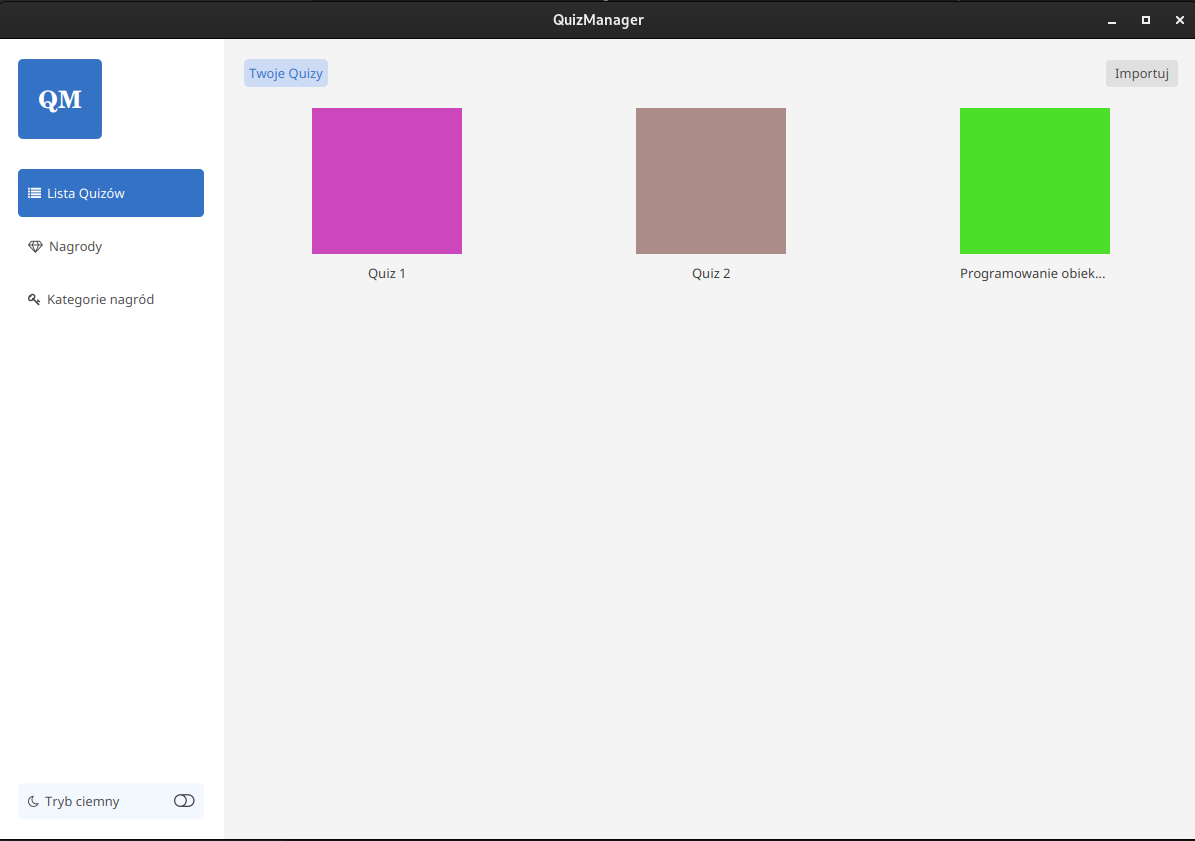 QuizManager
QM
Twoje Quizy
Importuj
Lista Quizów
Nagrody
Kategorie nagród
Quiz 1
Quiz 2
Programowanie obiek...
Tryb ciemny